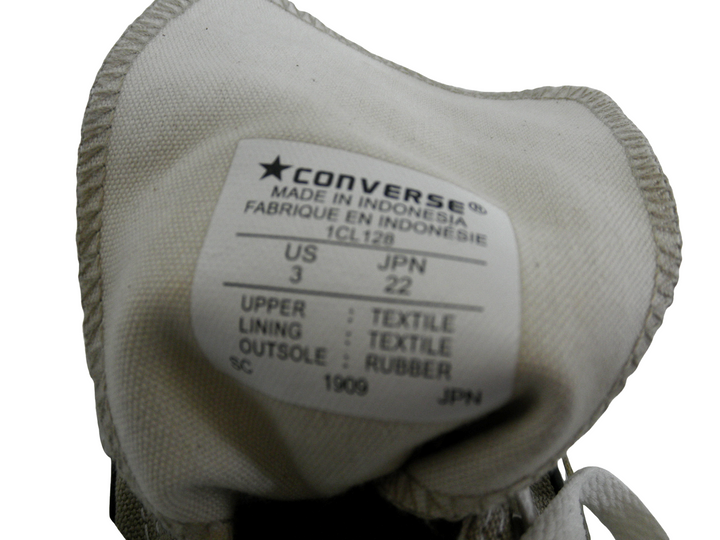 ★CONVERSE®
MADE IN INDONESIA
FABRIQUE EN INDONÉSIE
1CL128
US JPN
3 22
UPPER : TEXTILE
LINING : TEXTILE
OUTSOLE : RUBBER
SC 1909 JPN